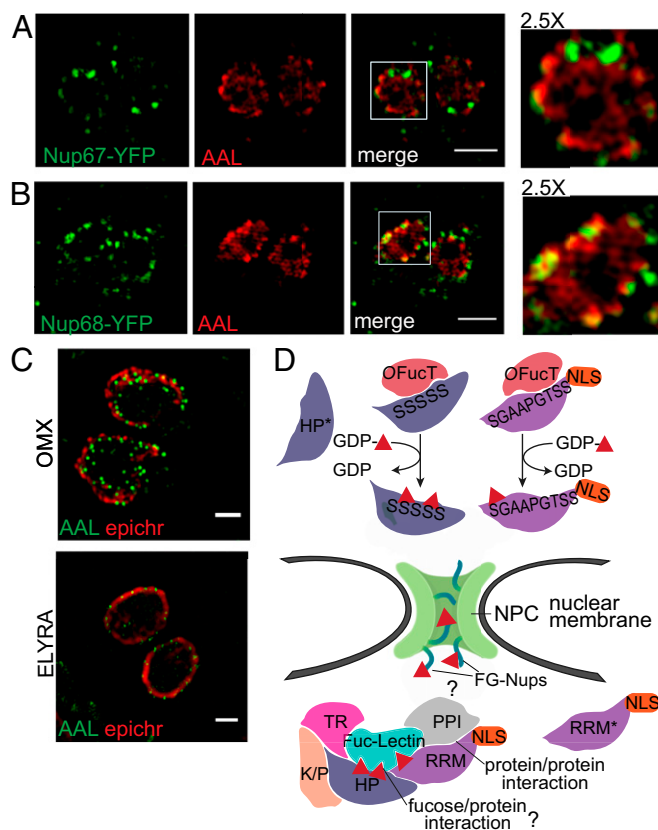 A
Nup67-YFP
AAL
merge
2.5X
B
Nup68-YFP
AAL
merge
2.5X
C
OMX
AAL epichr
ELYRA
AAL epichr
D
HP*
OFucT
SSSSS
OFucT
NLS
SGAAPGTSS
GDP-
GDP
GDP-
GDP
SSSSS
SGAAPGTSS
NLS
NPC
nuclear
membrane
FG-Nups
?
TR
PPI
NLS
Fuc-Lectin
K/P
HP
RRM
RRM*
NLS
protein/protein
interaction
fucose/protein
interaction ?